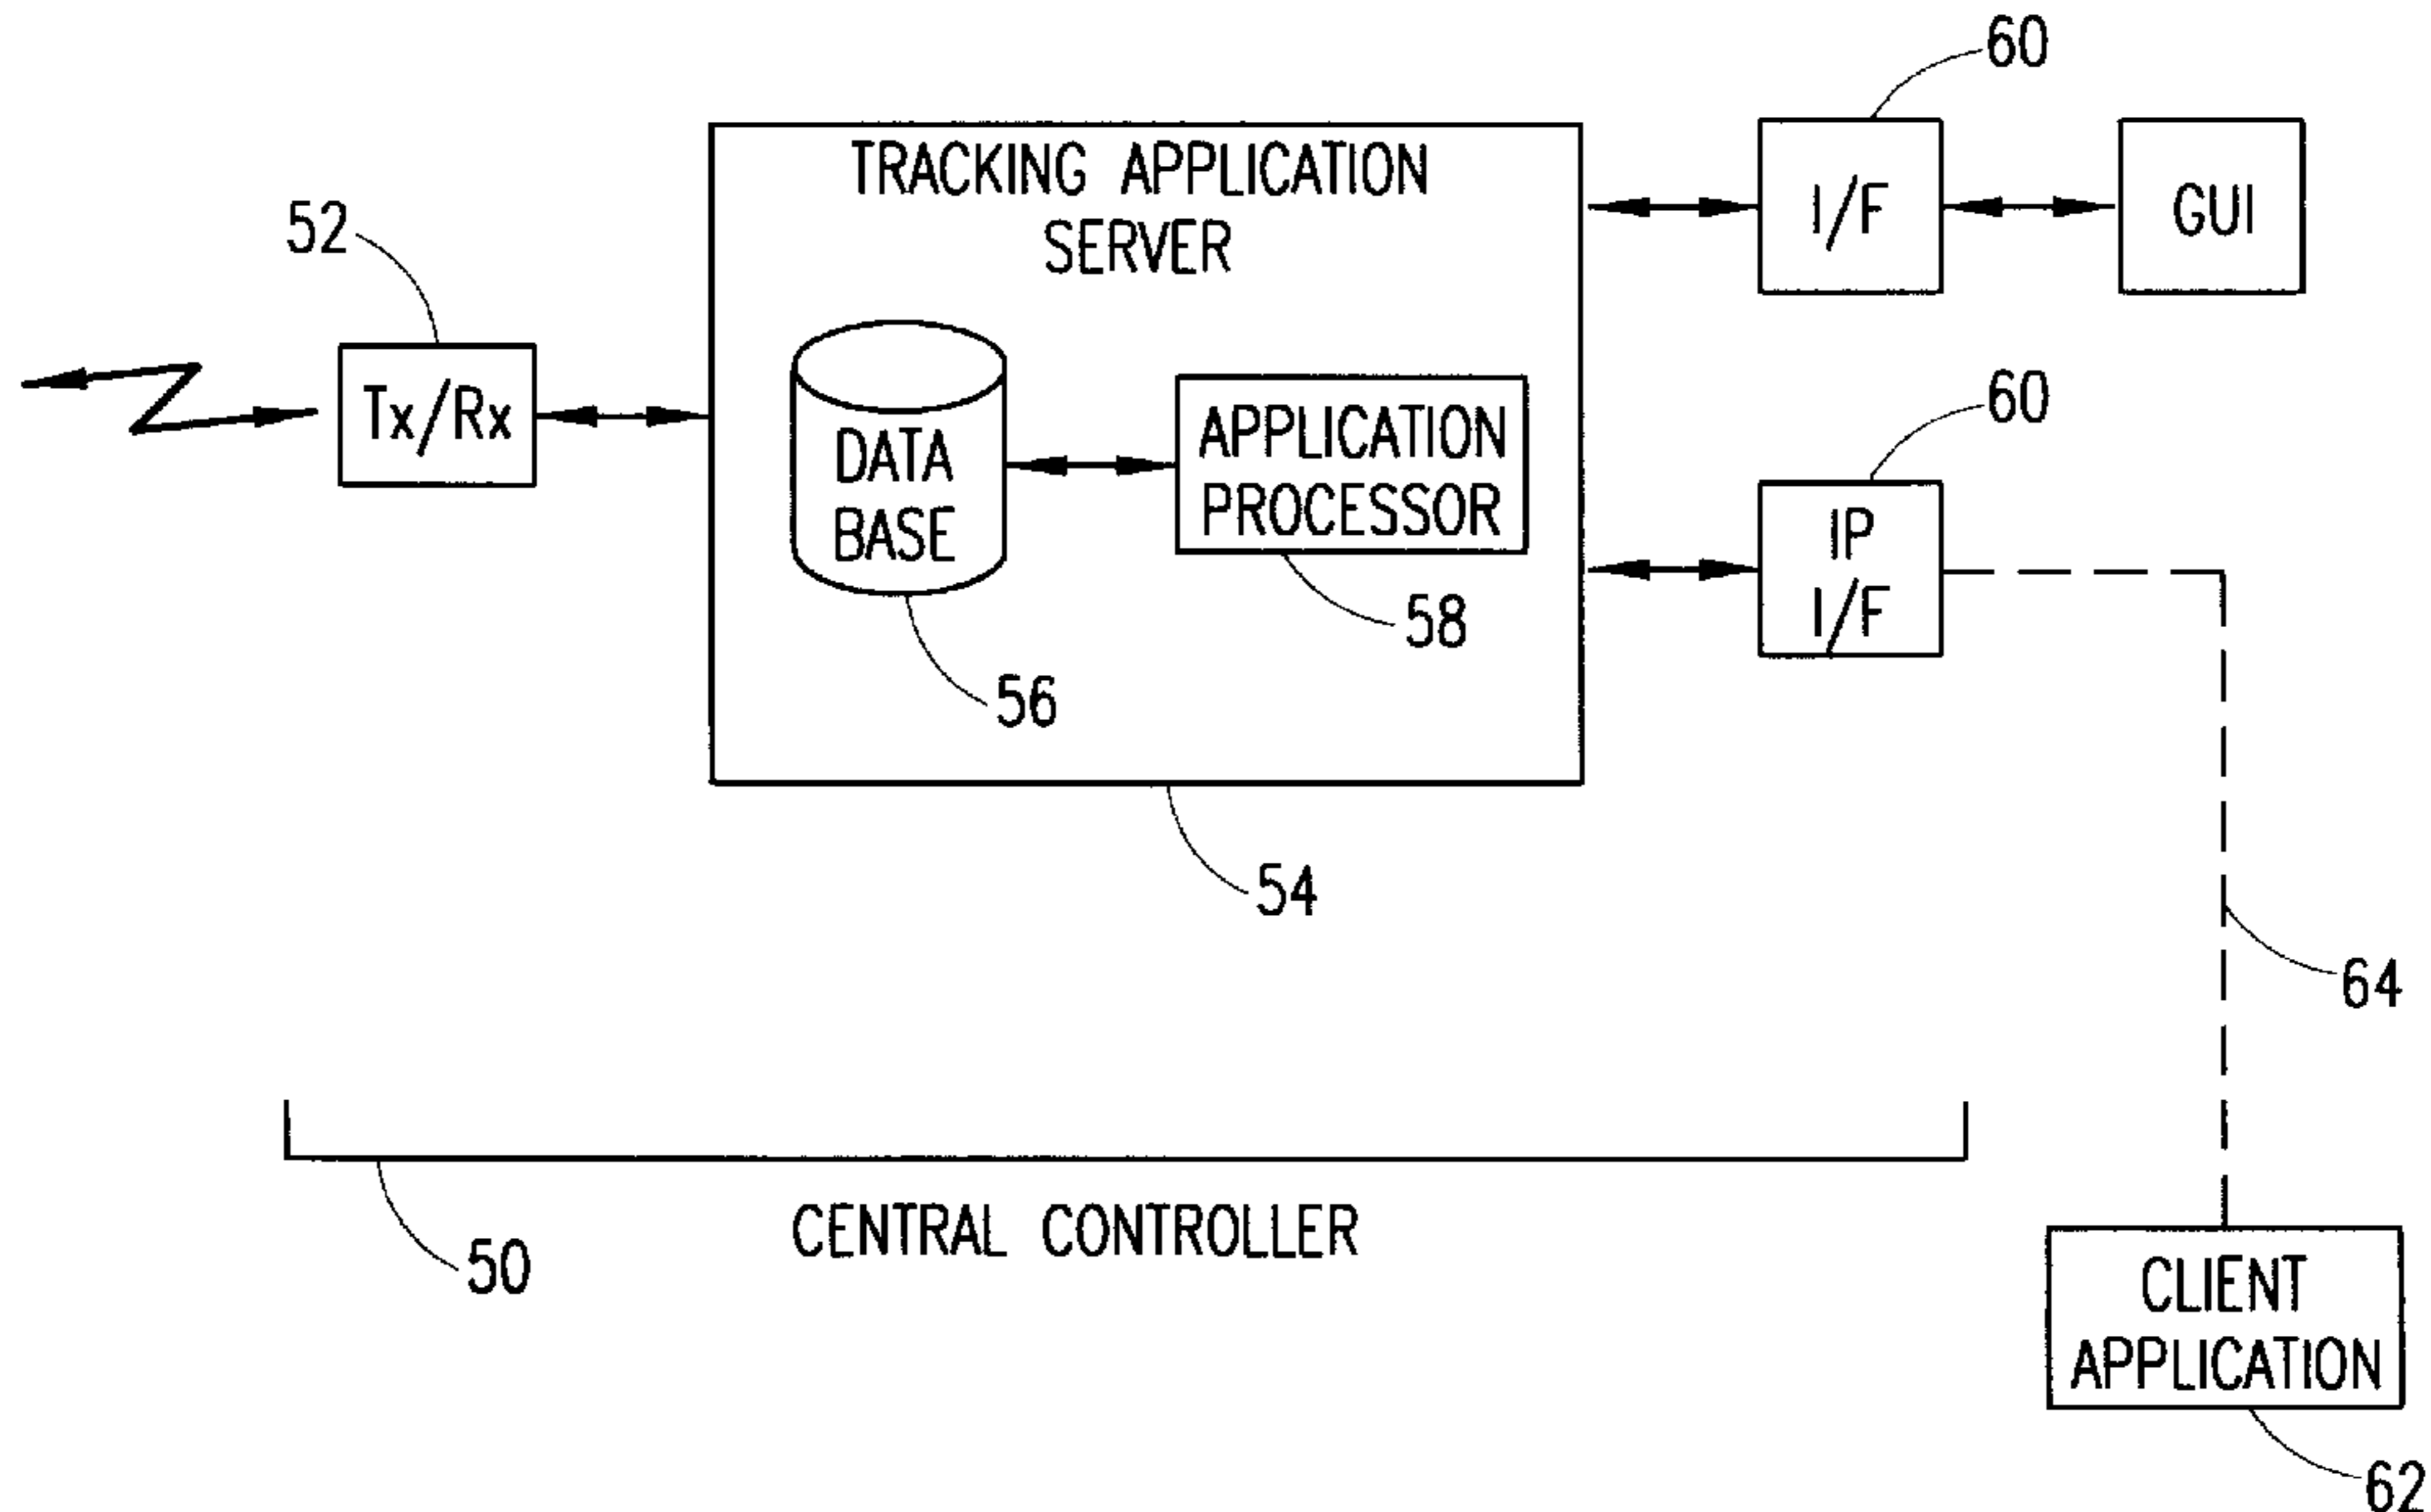 60
TRACKING APPLICATION
SERVER
I/F
GUI
52
Tx/Rx
DATA
BASE
APPLICATION
PROCESSOR
60
IP
I/F
58
56
54
64
50
CENTRAL CONTROLLER
CLIENT
APPLICATION
62